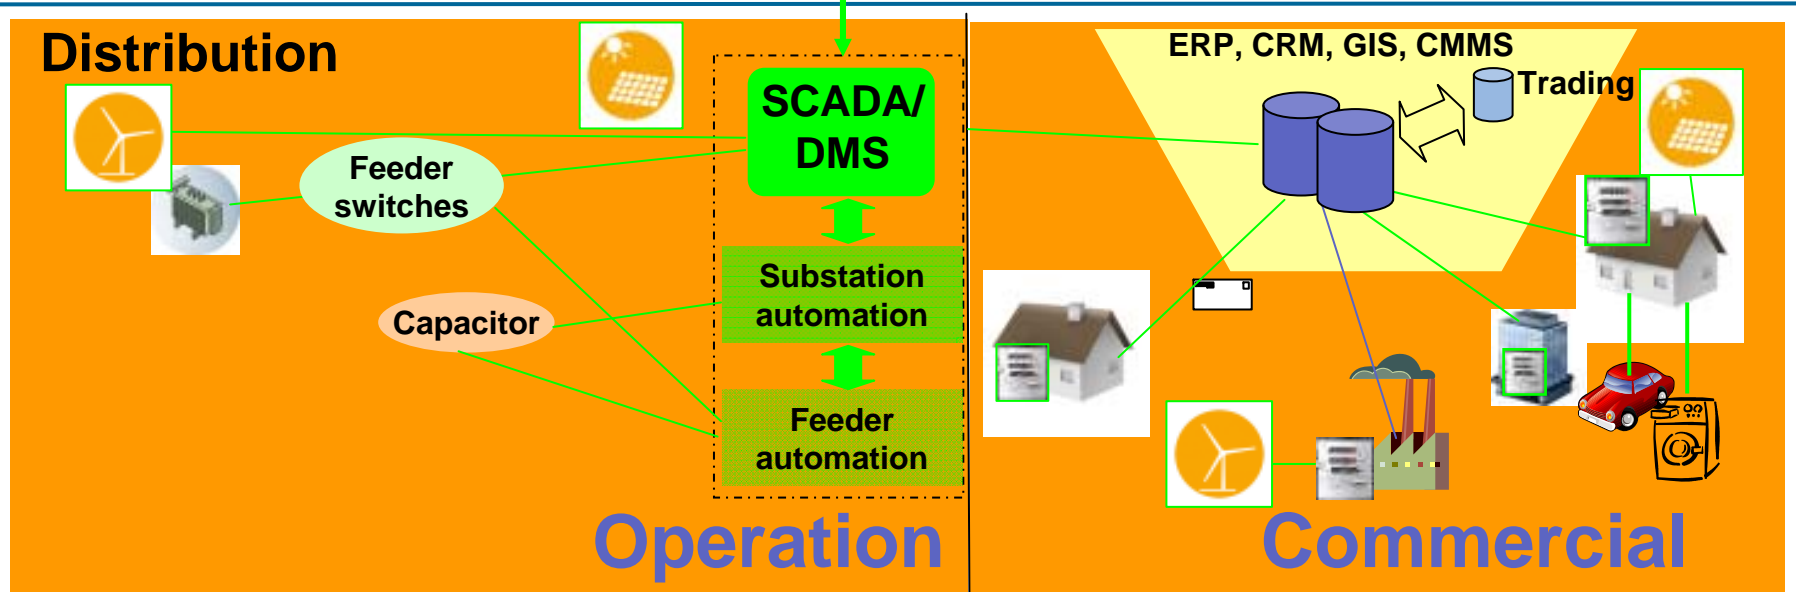 Distribution
SCADA/
DMS
Feeder
switches
Substation
automation
Capacitor
Feeder
automation
Operation
ERP, CRM, GIS, CMMS
Trading
Commercial